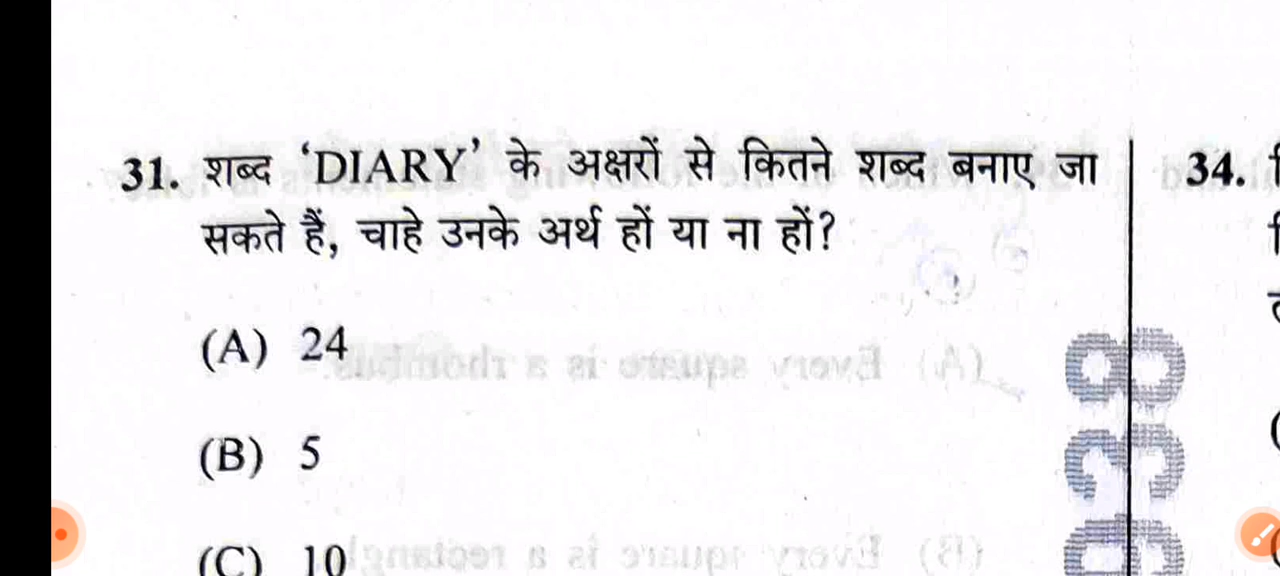 31. शब्द 'DIARY' के अक्षरों से कितने शब्द बनाए जा
सकते हैं, चाहे उनके अर्थ हों या ना हों?
(A) 24
(B) 5
(C) 10
34.